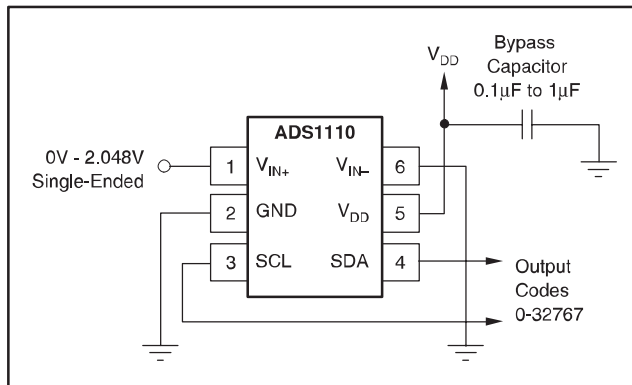 V_DD
Bypass
Capacitor
0.1μF to 1μF
ADS1110
0V - 2.048V
Single-Ended
1 V_IN+ V_IN– 6
2 GND V_DD 5
3 SCL SDA 4
Output
Codes
0-32767